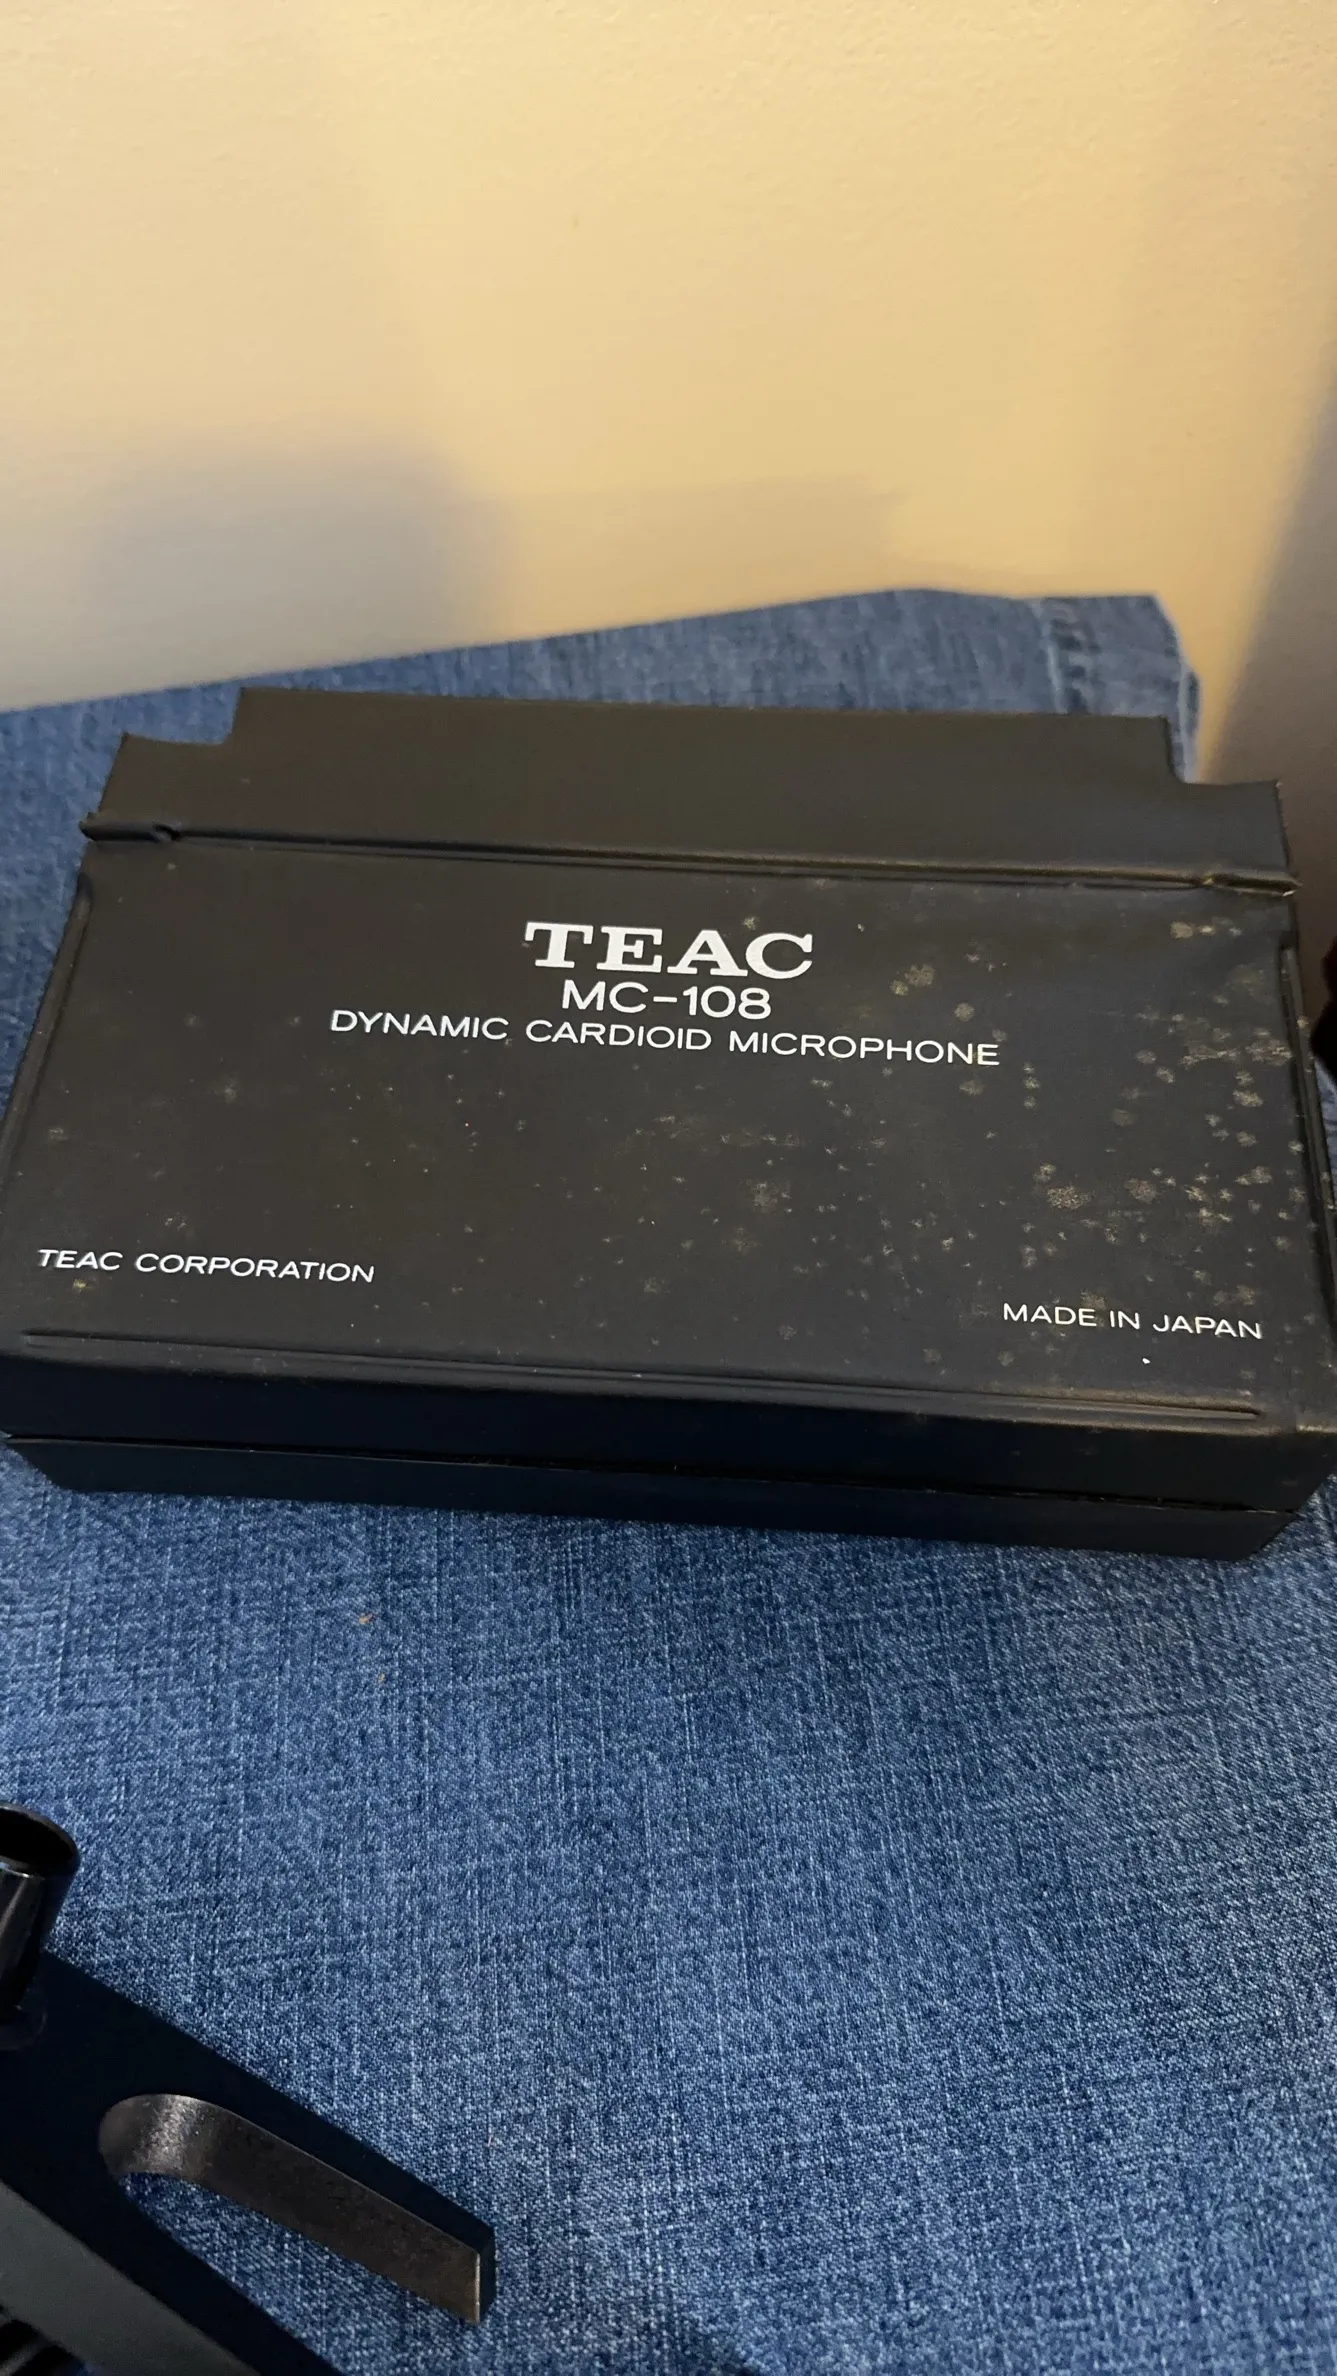 TEAC
MC-108
DYNAMIC CARDIOID MICROPHONE
TEAC CORPORATION
MADE IN JAPAN